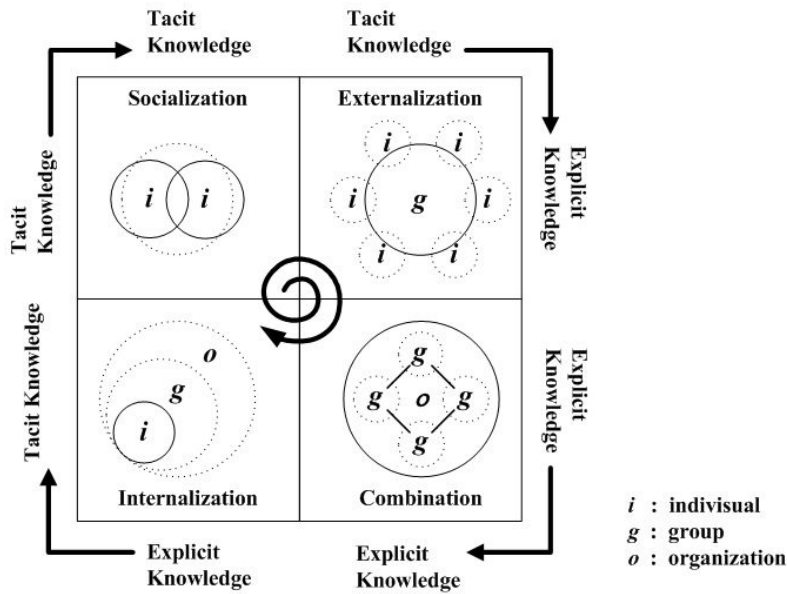 Tacit
Knowledge
Tacit
Knowledge
Socialization
Externalization
i
i
i
i
i
g
i
i
i
Tacit
Knowledge
Explicit
Knowledge
Tacit Knowledge
Explicit
Knowledge
o
g
i
g
g
o
g
g
Internalization
Combination
Explicit
Knowledge
Explicit
Knowledge
i : indivisual
g : group
o : organization